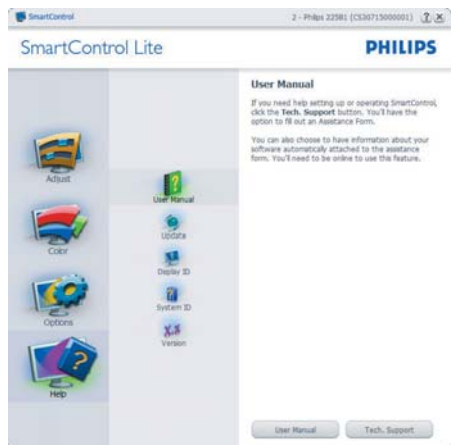 SmartControl
2 - Philips 225B1 (CS30715000001)
SmartControl Lite
PHILIPS
Adjust
Color
Options
Help
User Manual
Update
Display ID
System ID
Version
User Manual
If you need help setting up or operating SmartControl,
click the Tech. Support button. You'll have the
option to fill out an Assistance Form.
You can also choose to have information about your
software automatically attached to the assistance
form. You'll need to be online to use this feature.
User Manual
Tech. Support